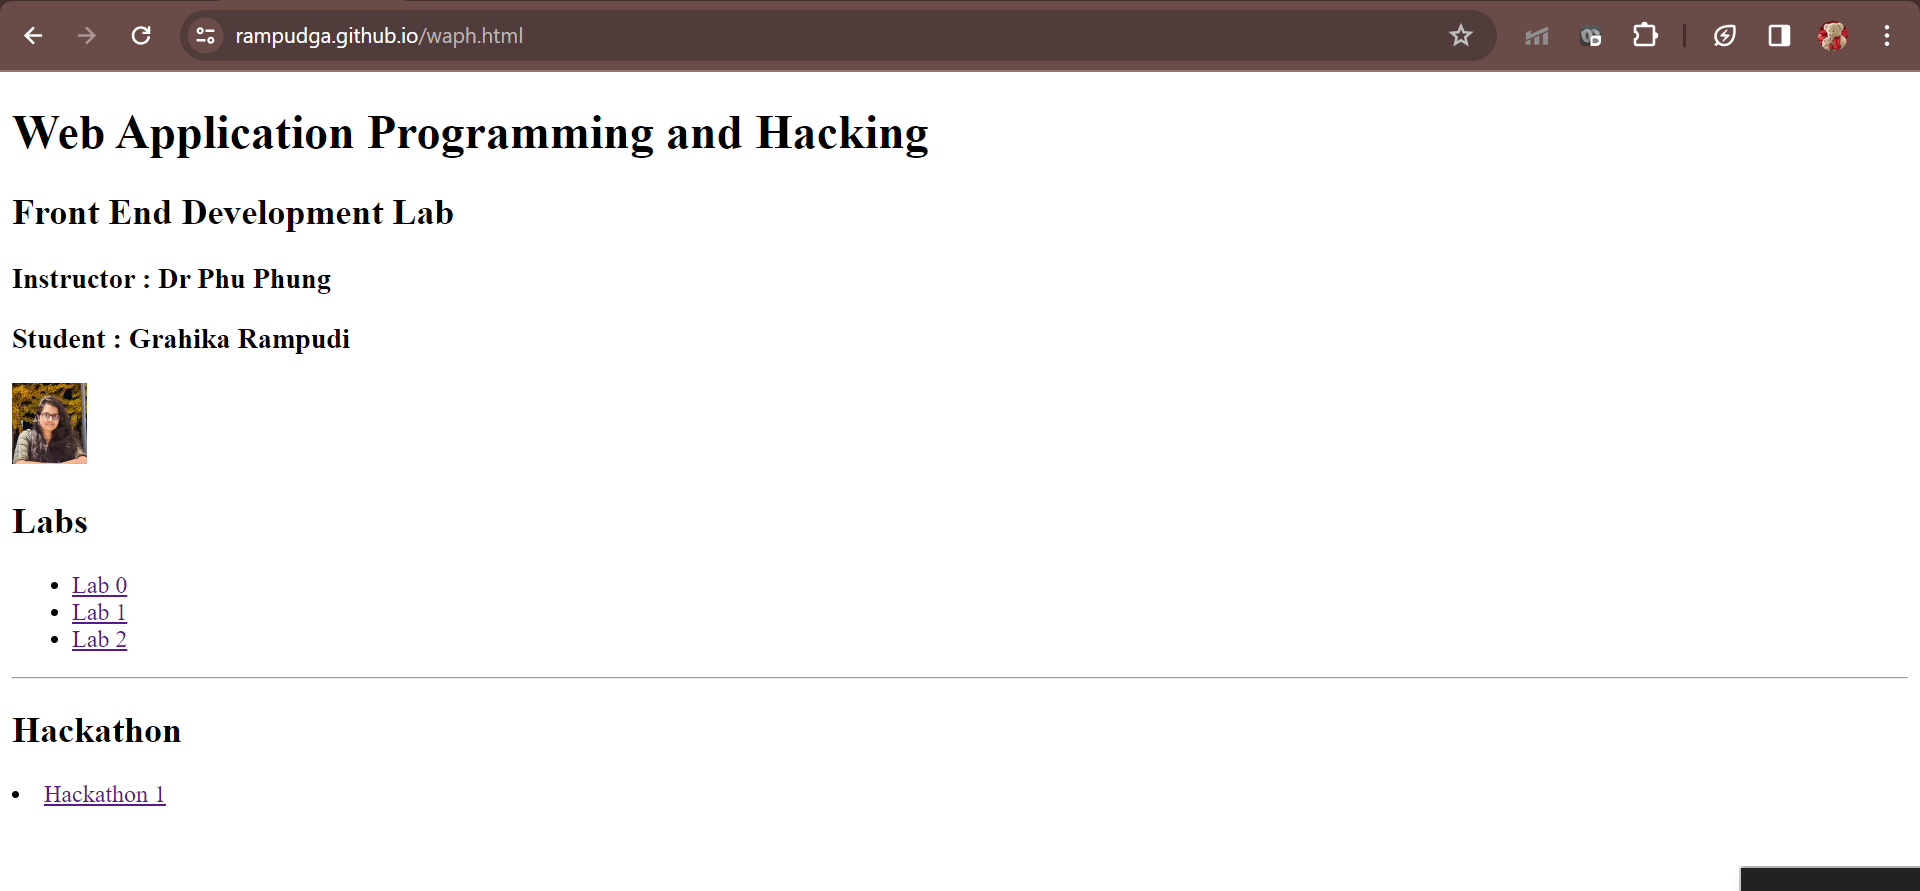 rampudga.github.io/waph.html
Web Application Programming and Hacking
Front End Development Lab
Instructor : Dr Phu Phung
Student : Grahika Rampudi
Labs
Lab 0
Lab 1
Lab 2
Hackathon
Hackathon 1